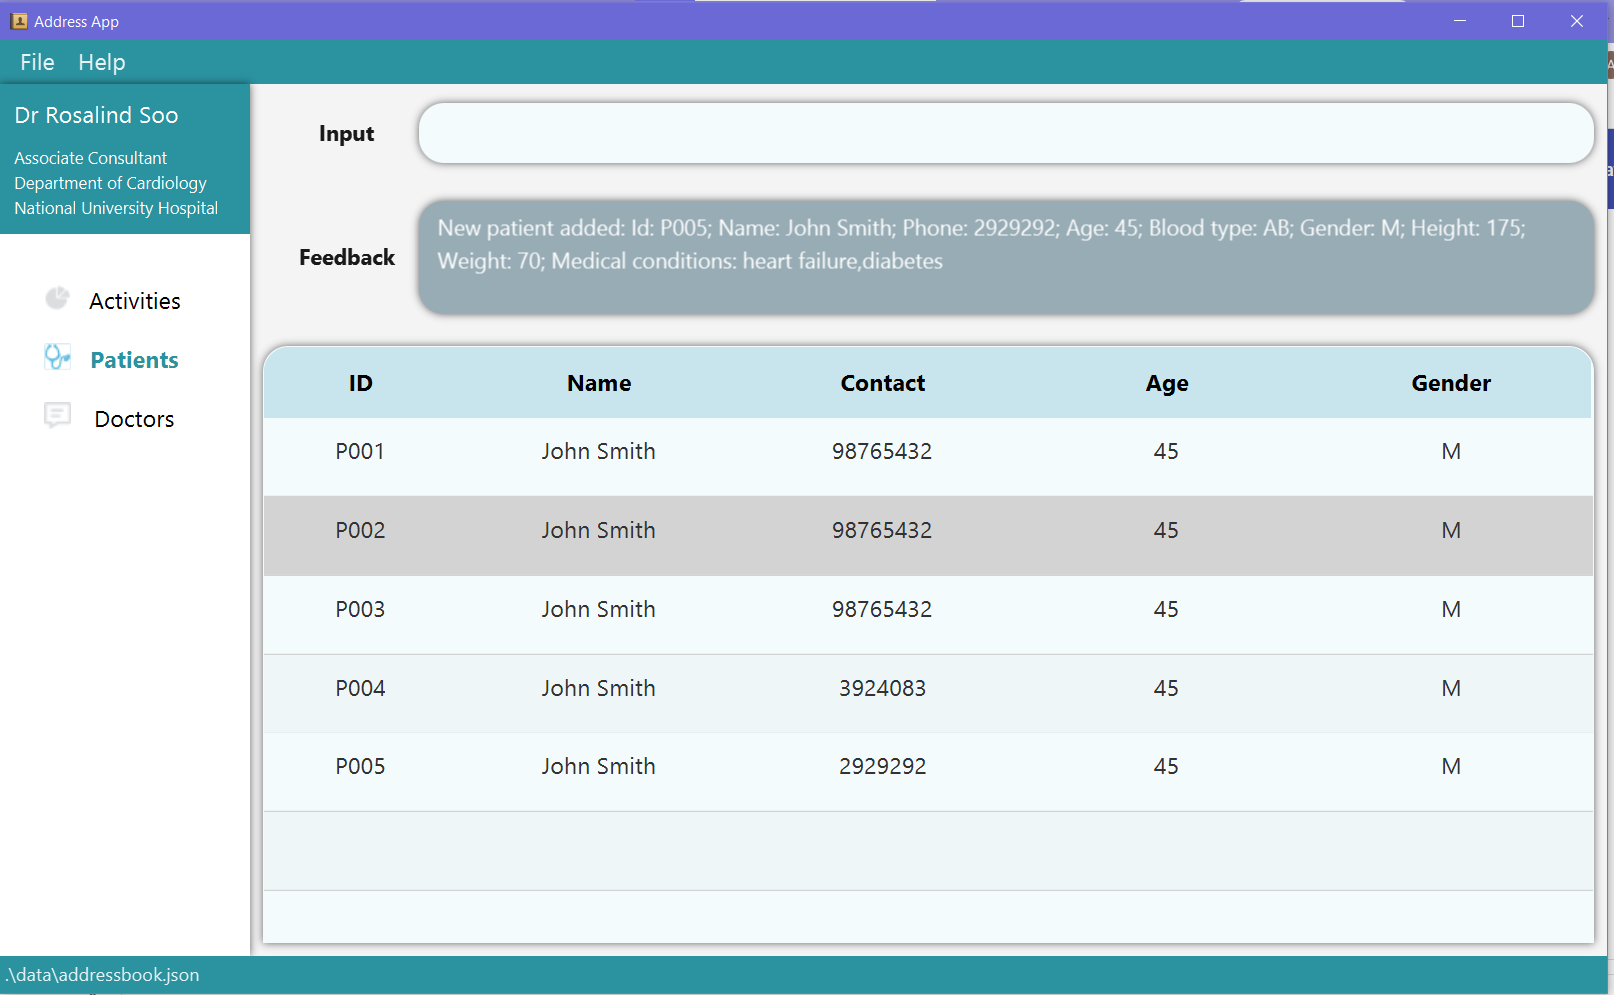 Address App
File Help
Dr Rosalind Soo
Associate Consultant
Department of Cardiology
National University Hospital
Activities
Patients
Doctors
Input
Feedback
New patient added: Id: P005; Name: John Smith; Phone: 2929292; Age: 45; Blood type: AB; Gender: M; Height: 175;
Weight: 70; Medical conditions: heart failure,diabetes
ID Name Contact Age Gender
P001 John Smith 98765432 45 M
P002 John Smith 98765432 45 M
P003 John Smith 98765432 45 M
P004 John Smith 3924083 45 M
P005 John Smith 2929292 45 M
.\data\addressbook.json